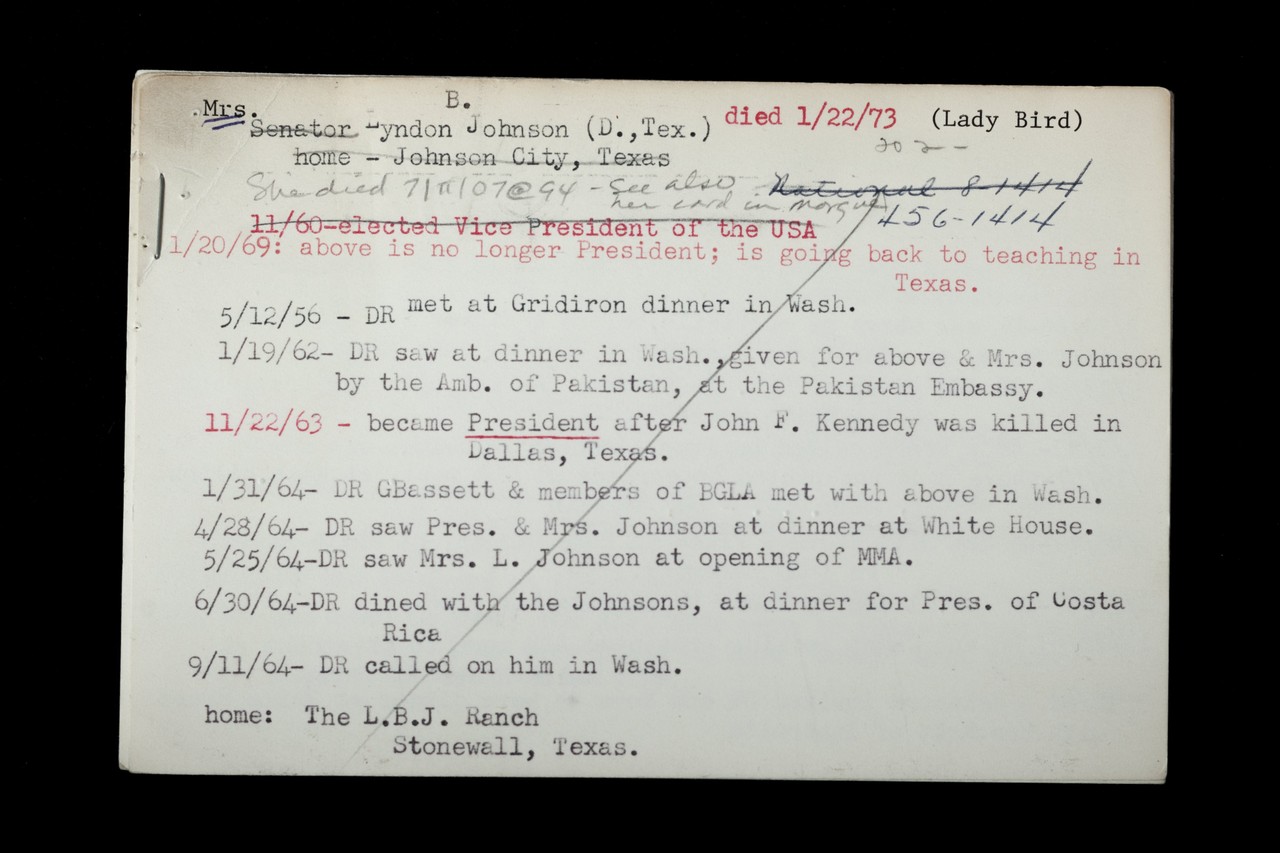 Mrs. B. died 1/22/73 (Lady Bird)
Senator Lyndon Johnson (D.,Tex.) 202-
home - Johnson City, Texas
She died 7/11/07@94 - See also National 8-1414
her card in morgue 456-1414
11/60-elected Vice President of the USA
1/20/69: above is no longer President; is going back to teaching in
Texas.
5/12/56 - DR met at Gridiron dinner in Wash.
1/19/62- DR saw at dinner in Wash., given for above & Mrs. Johnson
by the Amb. of Pakistan, at the Pakistan Embassy.
11/22/63 - became President after John F. Kennedy was killed in
Dallas, Texas.
1/31/64- DR GBassett & members of BGLA met with above in Wash.
4/28/64- DR saw Pres. & Mrs. Johnson at dinner at White House.
5/25/64-DR saw Mrs. L. Johnson at opening of MMA.
6/30/64-DR dined with the Johnsons, at dinner for Pres. of Costa
Rica
9/11/64- DR called on him in Wash.
home: The L.B.J. Ranch
Stonewall, Texas.